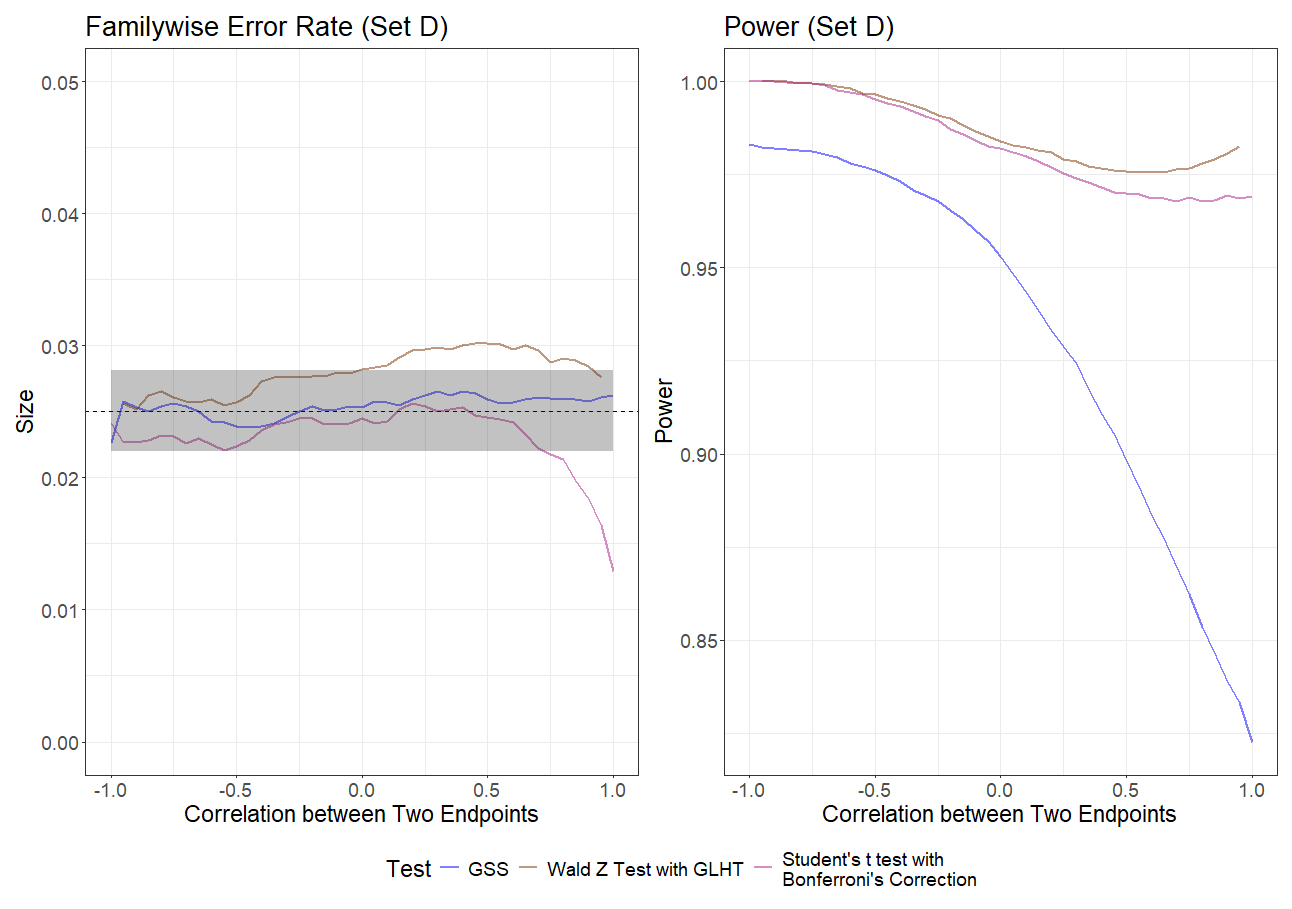 Familywise Error Rate (Set D)
Size
0.05
0.04
0.03
0.02
0.01
0.00
-1.0 -0.5 0.0 0.5 1.0
Correlation between Two Endpoints
Power (Set D)
Power
1.00
0.95
0.90
0.85
-1.0 -0.5 0.0 0.5 1.0
Correlation between Two Endpoints
Test GSS Wald Z Test with GLHT Student's t test with
Bonferroni's Correction